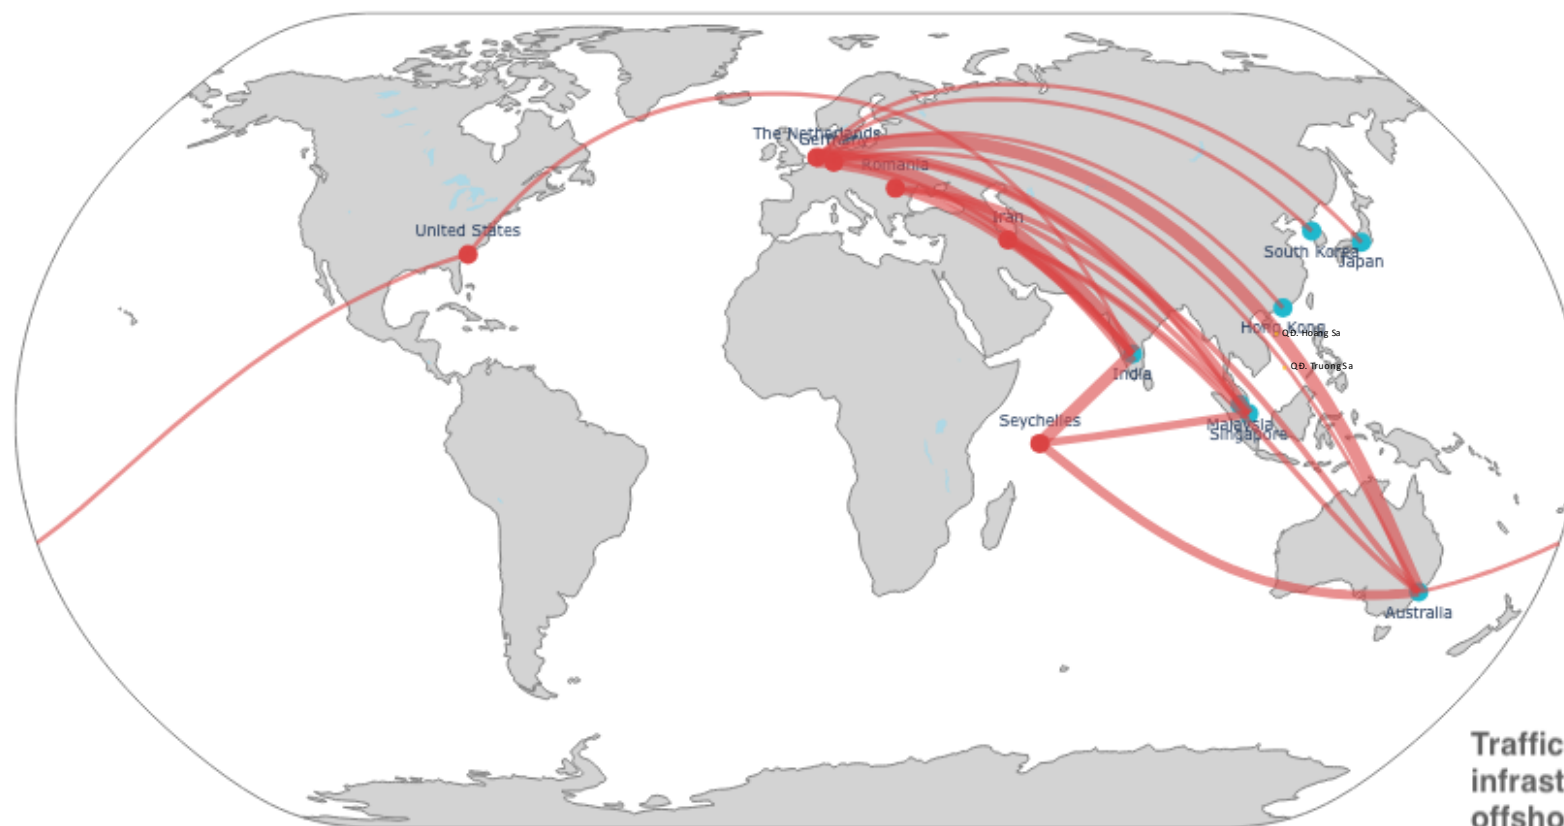 The Netherlands
Germany
Romania
United States
Iran
South Korea
Japan
Hong Kong
QĐ. Hoàng Sa
QĐ. Trường Sa
India
Seychelles
Malaysia
Singapore
Australia
Traffic
infrast
offsho